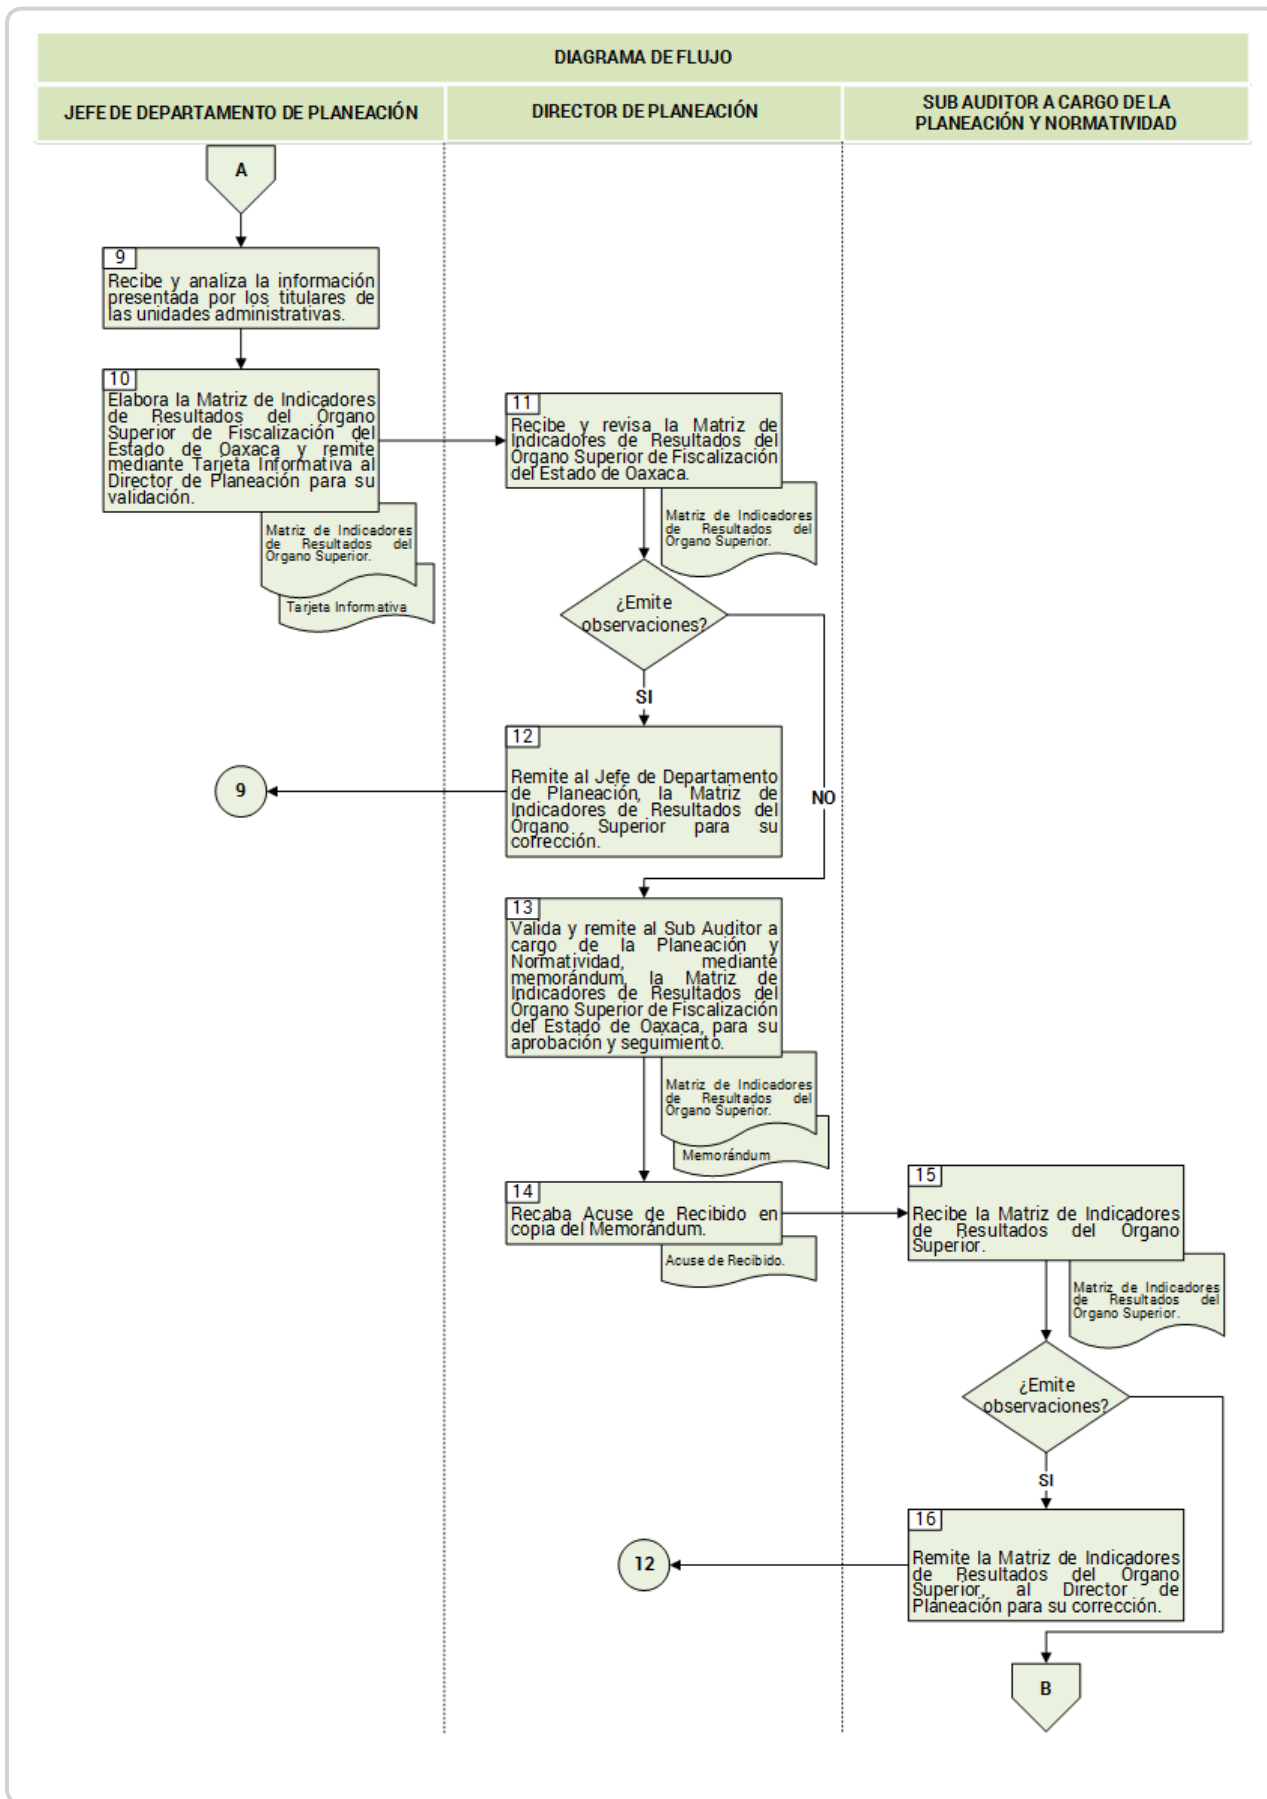 DIAGRAMA DE FLUJO
JEFE DE DEPARTAMENTO DE PLANEACIÓN
DIRECTOR DE PLANEACIÓN
SUB AUDITOR A CARGO DE LA
PLANEACIÓN Y NORMATIVIDAD
A
9
Recibe y analiza la información
presentada por los titulares de
las unidades administrativas.
10
Elabora la Matriz de Indicadores
de Resultados del Órgano
Superior de Fiscalización del
Estado de Oaxaca y remite
mediante Tarjeta Informativa al
Director de Planeación para su
validación.
Matriz de Indicadores
de Resultados del
Órgano Superior.
Tarjeta Informativa
11
Recibe y revisa la Matriz de
Indicadores de Resultados del
Órgano Superior de Fiscalización
del Estado de Oaxaca.
Matriz de Indicadores
de Resultados del
Órgano Superior.
¿Emite
observaciones?
SI
NO
12
Remite al Jefe de Departamento
de Planeación, la Matriz de
Indicadores de Resultados del
Órgano Superior para su
corrección.
9
13
Valida y remite al Sub Auditor a
cargo de la Planeación y
Normatividad, mediante
memorándum, la Matriz de
Indicadores de Resultados del
Órgano Superior de Fiscalización
del Estado de Oaxaca, para su
aprobación y seguimiento.
Matriz de Indicadores
de Resultados del
Órgano Superior.
Memorándum
14
Recaba Acuse de Recibido en
copia del Memorándum.
Acuse de Recibido.
15
Recibe la Matriz de Indicadores
de Resultados del Órgano
Superior.
Matriz de Indicadores
de Resultados del
Órgano Superior.
¿Emite
observaciones?
SI
16
Remite la Matriz de Indicadores
de Resultados del Órgano
Superior, al Director de
Planeación para su corrección.
12
B